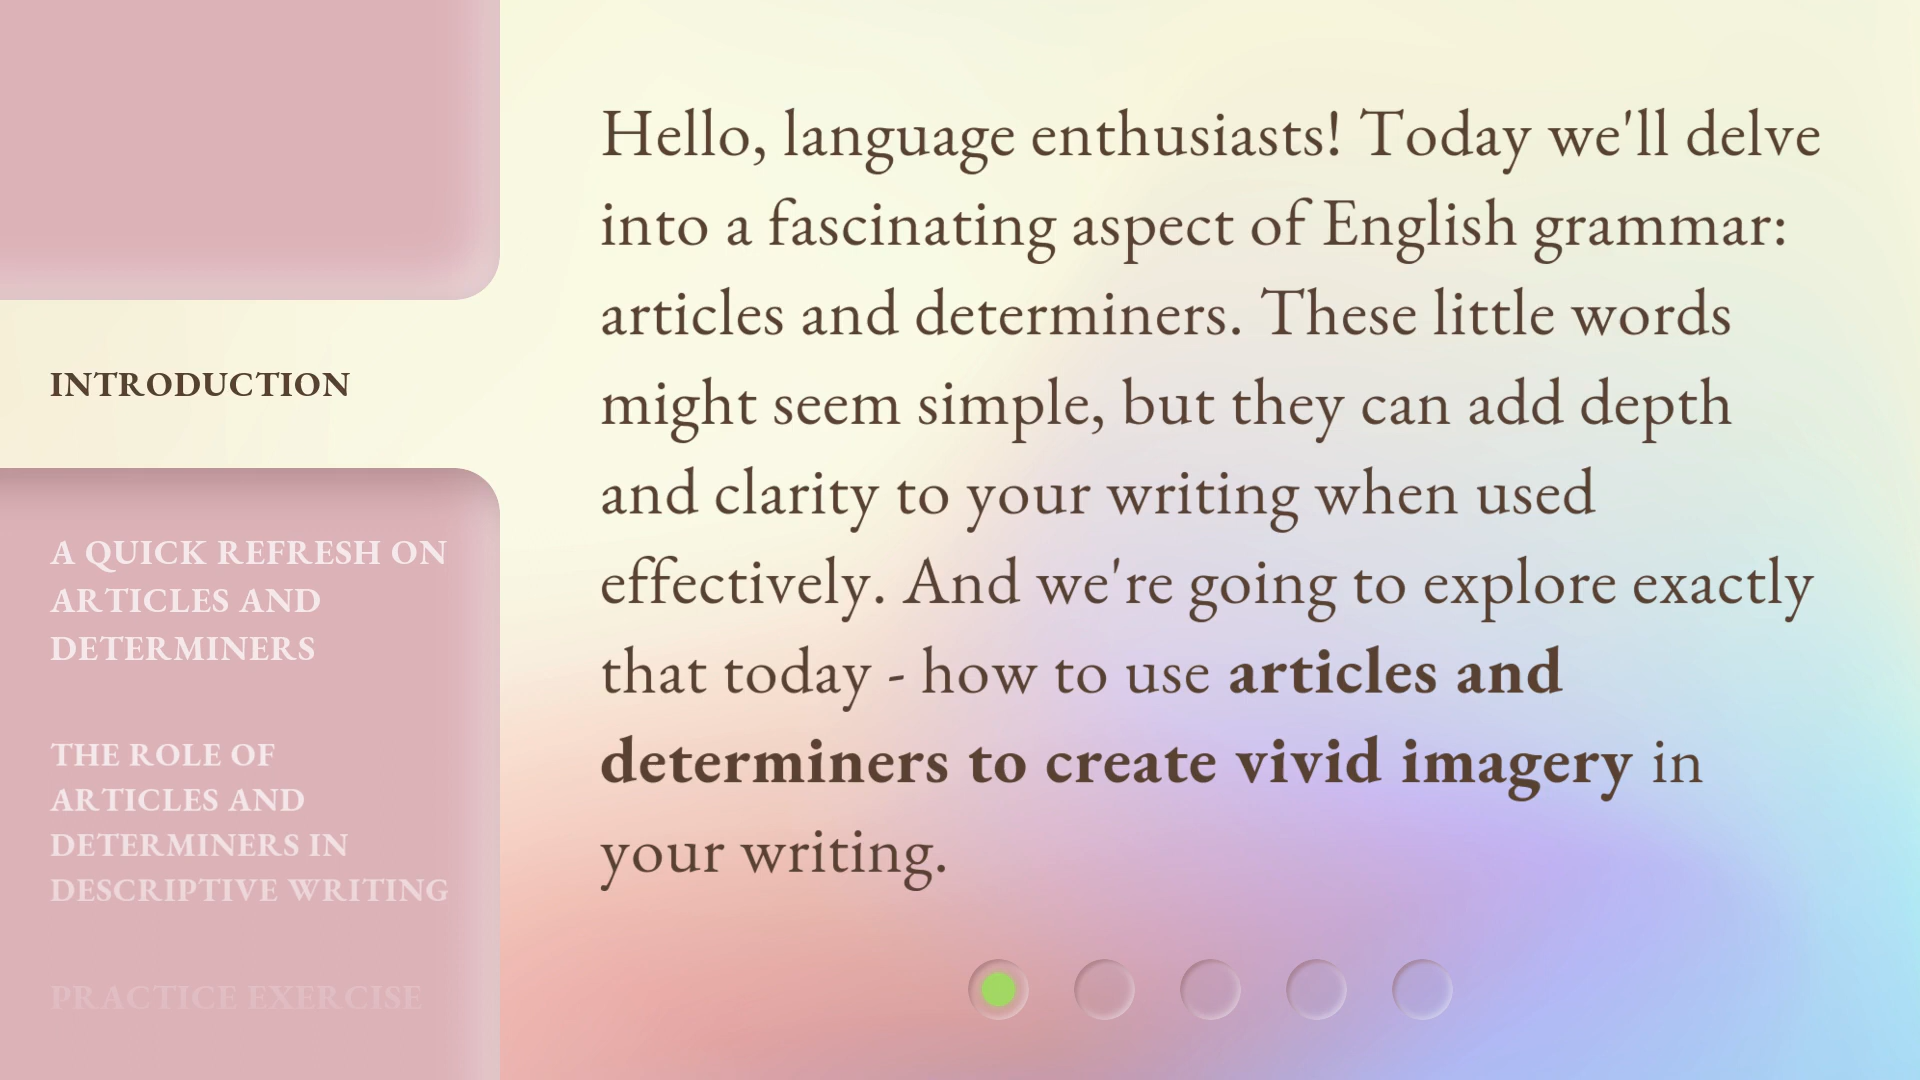 INTRODUCTION
A QUICK REFRESH ON
ARTICLES AND
DETERMINERS
THE ROLE OF
ARTICLES AND
DETERMINERS IN
DESCRIPTIVE WRITING
PRACTICE EXERCISE
Hello, language enthusiasts! Today we'll delve
into a fascinating aspect of English grammar:
articles and determiners. These little words
might seem simple, but they can add depth
and clarity to your writing when used
effectively. And we're going to explore exactly
that today - how to use articles and
determiners to create vivid imagery in
your writing.